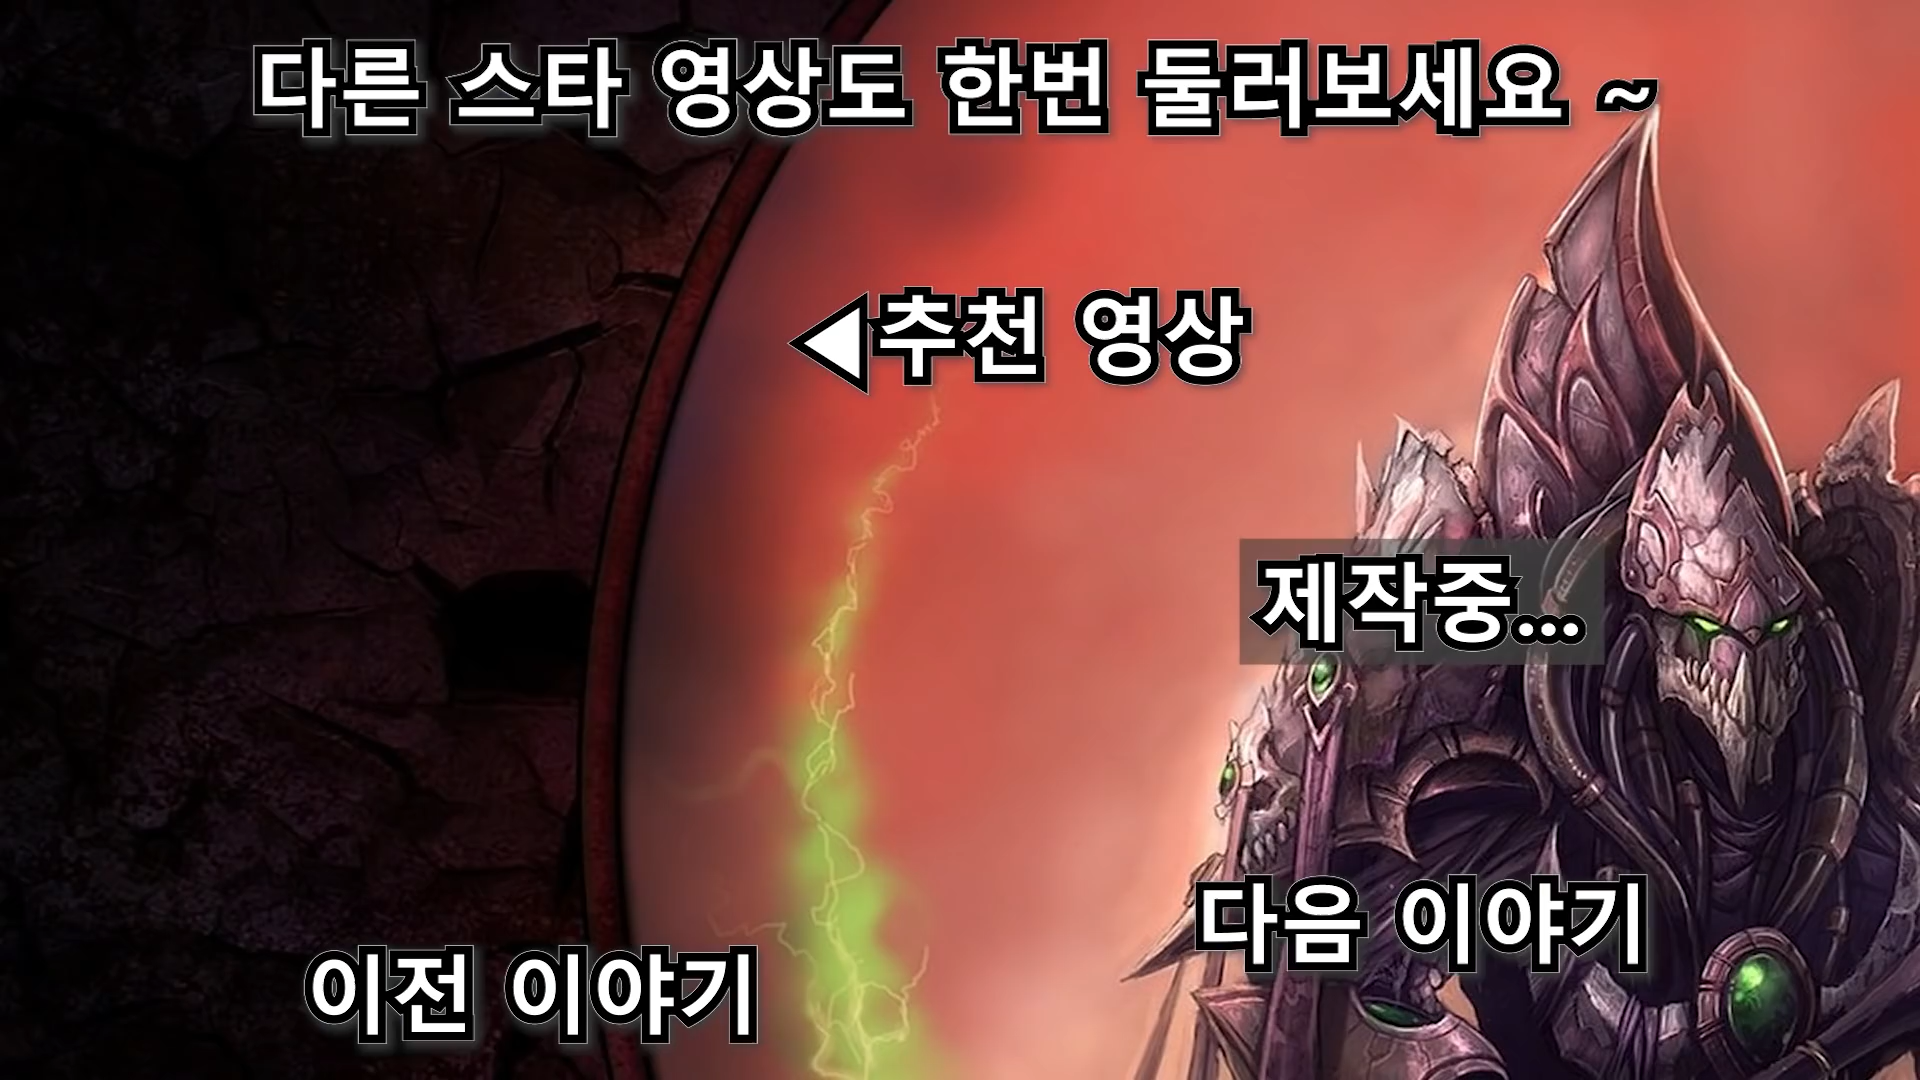 다른 스타 영상도 한번 둘러보세요 ~
◀추천 영상
제작중...
다음 이야기
이전 이야기